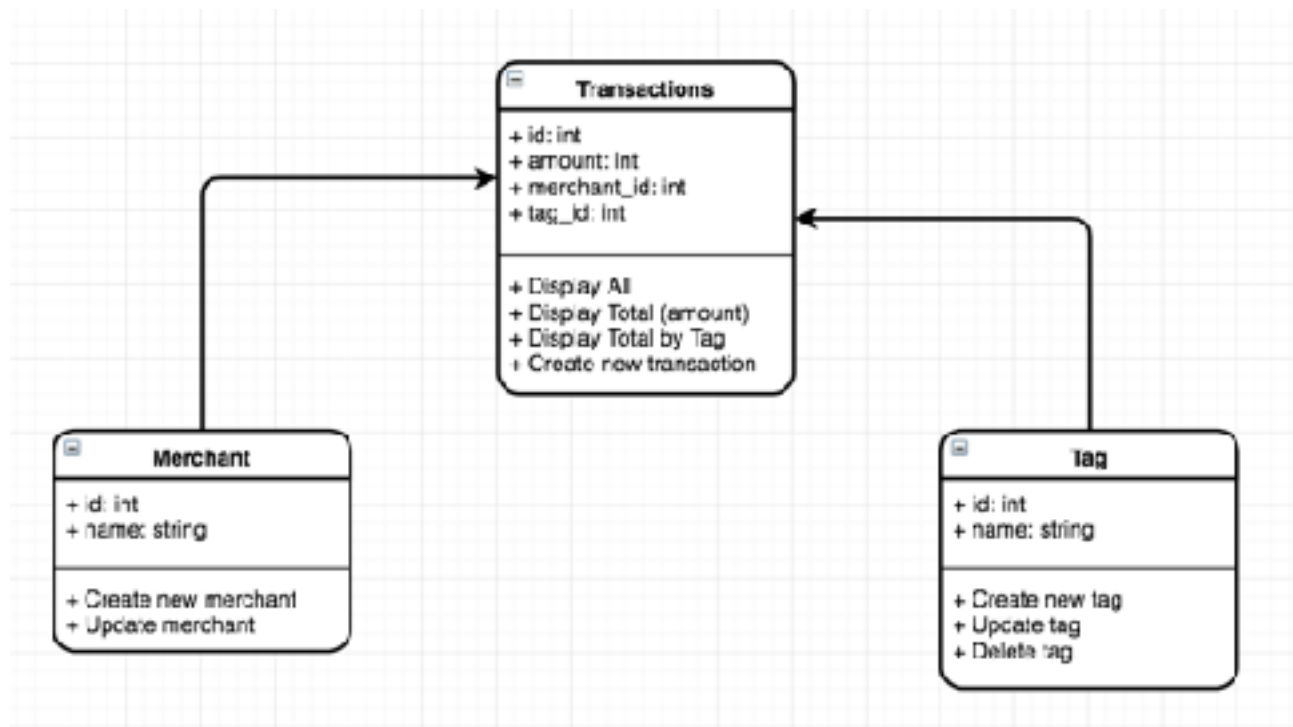 Transactions
+ id: int
+ amount: int
+ merchant_id: int
+ tag_id: int
+ Display All
+ Display Total (amount)
+ Display Total by Tag
+ Create new transaction
Merchant
+ id: int
+ name: string
+ Create new merchant
+ Update merchant
Tag
+ id: int
+ name: string
+ Create new tag
+ Update tag
+ Delete tag